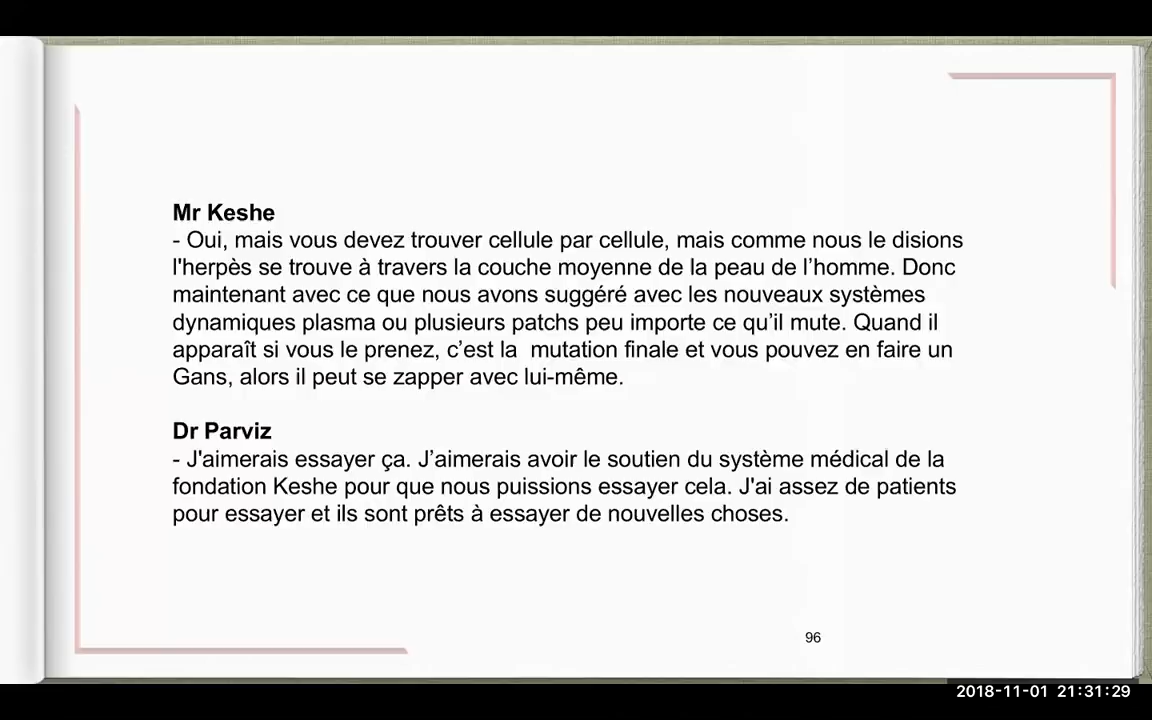 Mr Keshe
- Oui, mais vous devez trouver cellule par cellule, mais comme nous le disions
l'herpès se trouve à travers la couche moyenne de la peau de l’homme. Donc
maintenant avec ce que nous avons suggéré avec les nouveaux systèmes
dynamiques plasma ou plusieurs patchs peu importe ce qu’il mute. Quand il
apparaît si vous le prenez, c’est la  mutation finale et vous pouvez en faire un
Gans, alors il peut se zapper avec lui-même.
Dr Parviz
- J'aimerais essayer ça. J’aimerais avoir le soutien du système médical de la
fondation Keshe pour que nous puissions essayer cela. J'ai assez de patients
pour essayer et ils sont prêts à essayer de nouvelles choses.
96
2018-11-01 21:31:29